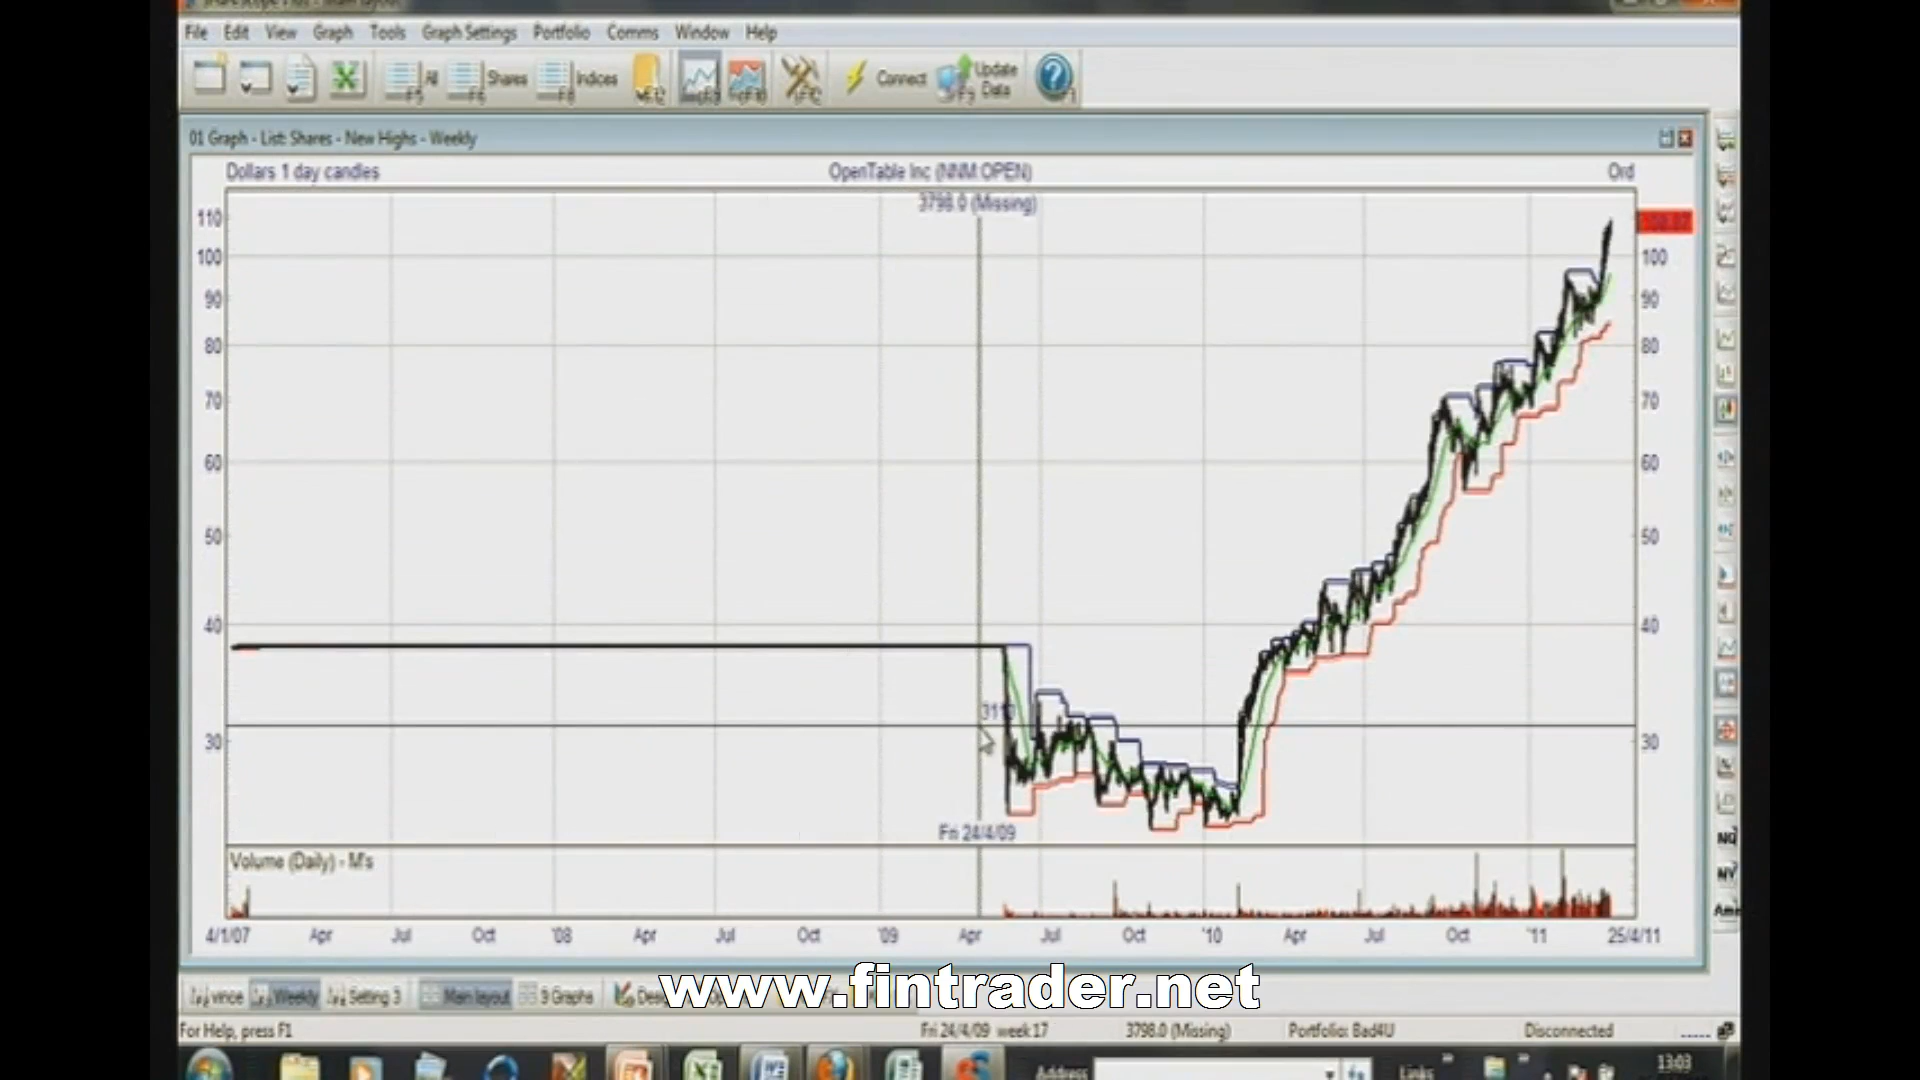 File Edit View Graph Tools Graph Settings Portfolio Comms Window Help
All Shares Indices Connect Update Data
01 Graph - List: Shares - New Highs - Weekly
Dollars 1 day candles OpenTable Inc (NNM:OPEN) Ord
3798.0 (Missing)
110
100 100
90 90
80 80
70 70
60 60
50 50
40 40
30 30
Fri 24/4/09
Volume (Daily) - M's
4/1/07 Apr Jul Oct '08 Apr Jul Oct '09 Apr Jul Oct '10 Apr Jul Oct '11 25/4/11
vince Weekly Setting 3 Main layout 9 Graphs
www.fintrader.net
For Help, press F1 Fri 24/4/09 week 17 3798.0 (Missing) Portfolio: Bad4U Disconnected
Address Links 13:03